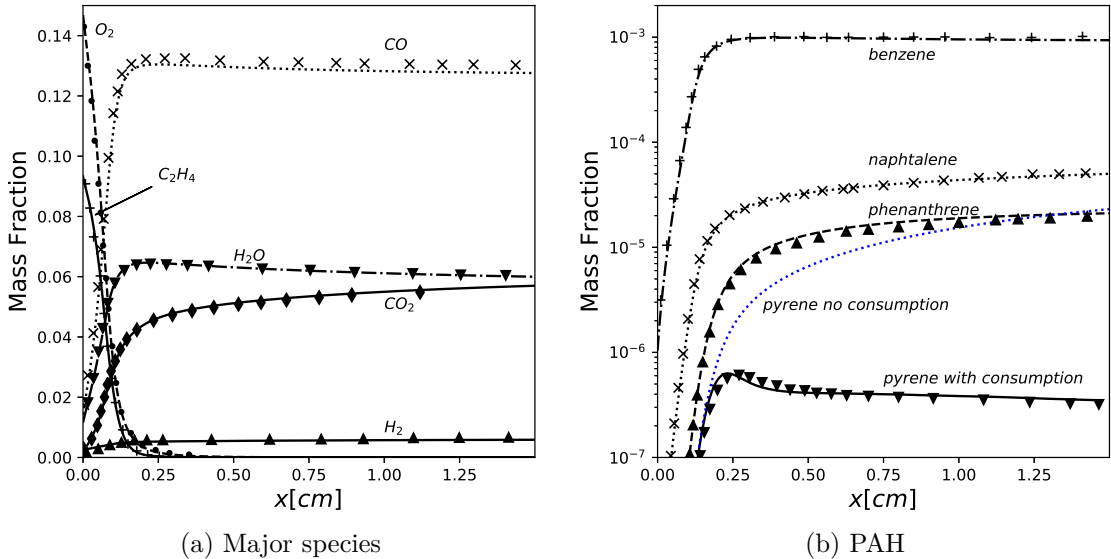 O₂
CO
C₂H₄
H₂O
CO₂
H₂
0.14
0.12
0.10
0.08
0.06
0.04
0.02
0.00
Mass Fraction
0.00 0.25 0.50 0.75 1.00 1.25
x[cm]
(a) Major species
benzene
naphtalene
phenanthrene
pyrene no consumption
pyrene with consumption
10⁻³
10⁻⁴
10⁻⁵
10⁻⁶
10⁻⁷
Mass Fraction
0.00 0.25 0.50 0.75 1.00 1.25
x[cm]
(b) PAH